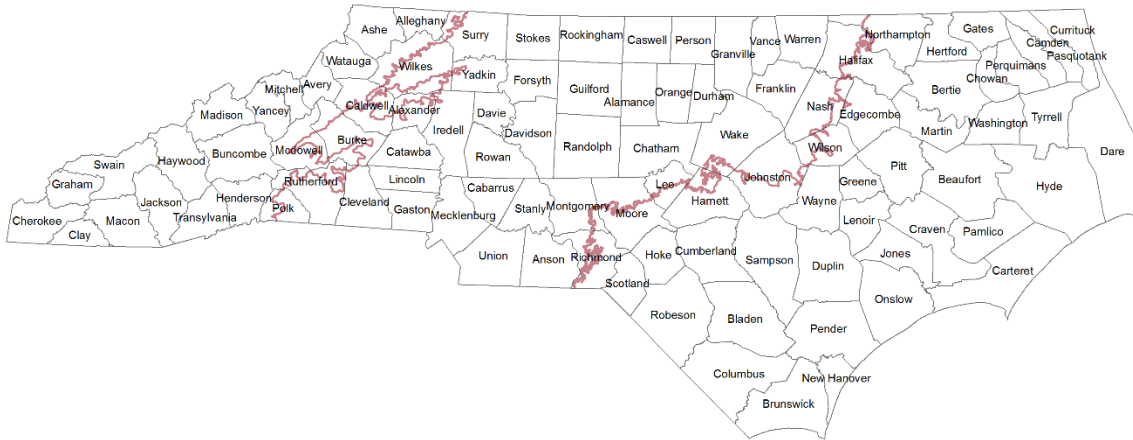 Alleghany
Ashe
Surry
Stokes
Rockingham
Caswell
Person
Granville
Vance
Warren
Northampton
Gates
Currituck
Camden
Pasquotank
Hertford
Perquimans
Chowan
Halifax
Watauga
Wilkes
Yadkin
Forsyth
Guilford
Alamance
Orange
Durham
Franklin
Nash
Edgecombe
Bertie
Martin
Washington
Tyrrell
Dare
Mitchell
Avery
Caldwell
Alexander
Madison
Yancey
Iredell
Davie
Davidson
Randolph
Chatham
Wake
Wilson
Pitt
Beaufort
Hyde
Burke
Mcdowell
Catawba
Rowan
Buncombe
Haywood
Swain
Graham
Rutherford
Lincoln
Cabarrus
Lee
Johnston
Greene
Wayne
Jackson
Henderson
Polk
Cleveland
Gaston
Mecklenburg
Stanly
Montgomery
Moore
Harnett
Lenoir
Craven
Pamlico
Cherokee
Macon
Transylvania
Clay
Union
Anson
Richmond
Hoke
Cumberland
Sampson
Duplin
Jones
Carteret
Scotland
Onslow
Robeson
Bladen
Pender
Columbus
New Hanover
Brunswick